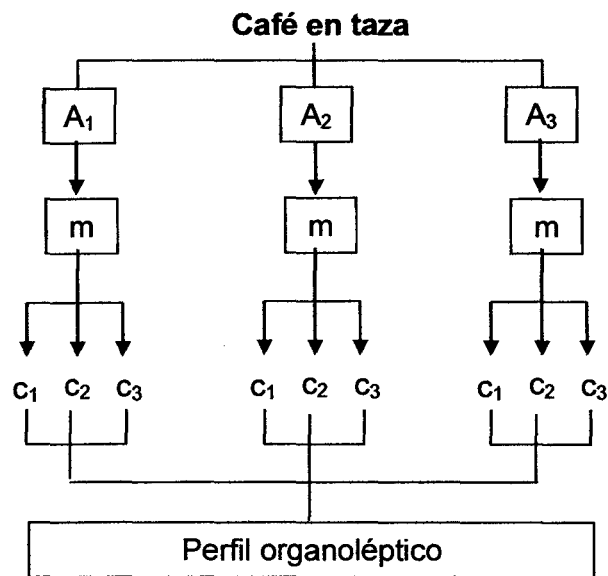 Café en taza
A₁ A₂ A₃
m m m
c₁ c₂ c₃ c₁ c₂ c₃ c₁ c₂ c₃
Perfil organoléptico